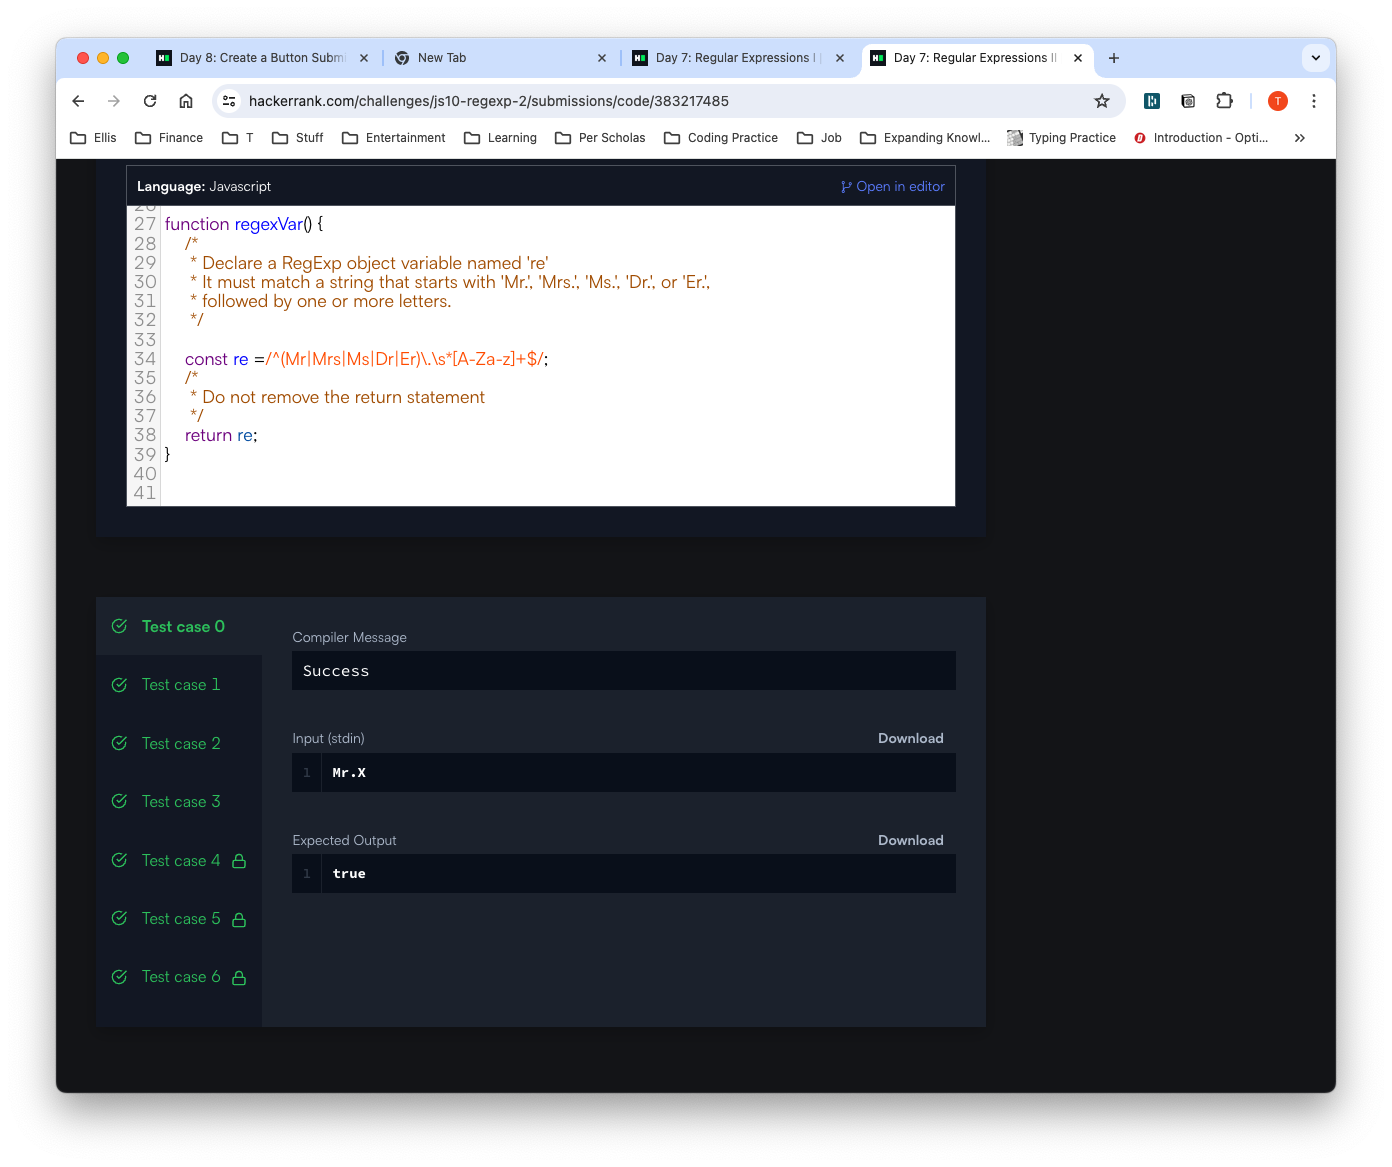 Day 8: Create a Button Submi
New Tab
Day 7: Regular Expressions I
Day 7: Regular Expressions II
hackerrank.com/challenges/js10-regexp-2/submissions/code/383217485
T
Ellis
Finance
T
Stuff
Entertainment
Learning
Per Scholas
Coding Practice
Job
Expanding Knowl...
Typing Practice
Introduction - Opti...
Language: Javascript
Open in editor
26
27 function regexVar() {
28 /*
29 * Declare a RegExp object variable named 're'
30 * It must match a string that starts with 'Mr.', 'Mrs.', 'Ms.', 'Dr.', or 'Er.',
31 * followed by one or more letters.
32 */
33
34 const re =/^(Mr|Mrs|Ms|Dr|Er)\.\s*[A-Za-z]+$/;
35 /*
36 * Do not remove the return statement
37 */
38 return re;
39 }
40
41
Test case 0
Test case 1
Test case 2
Test case 3
Test case 4
Test case 5
Test case 6
Compiler Message
Success
Input (stdin)
Download
1 Mr.X
Expected Output
Download
1 true